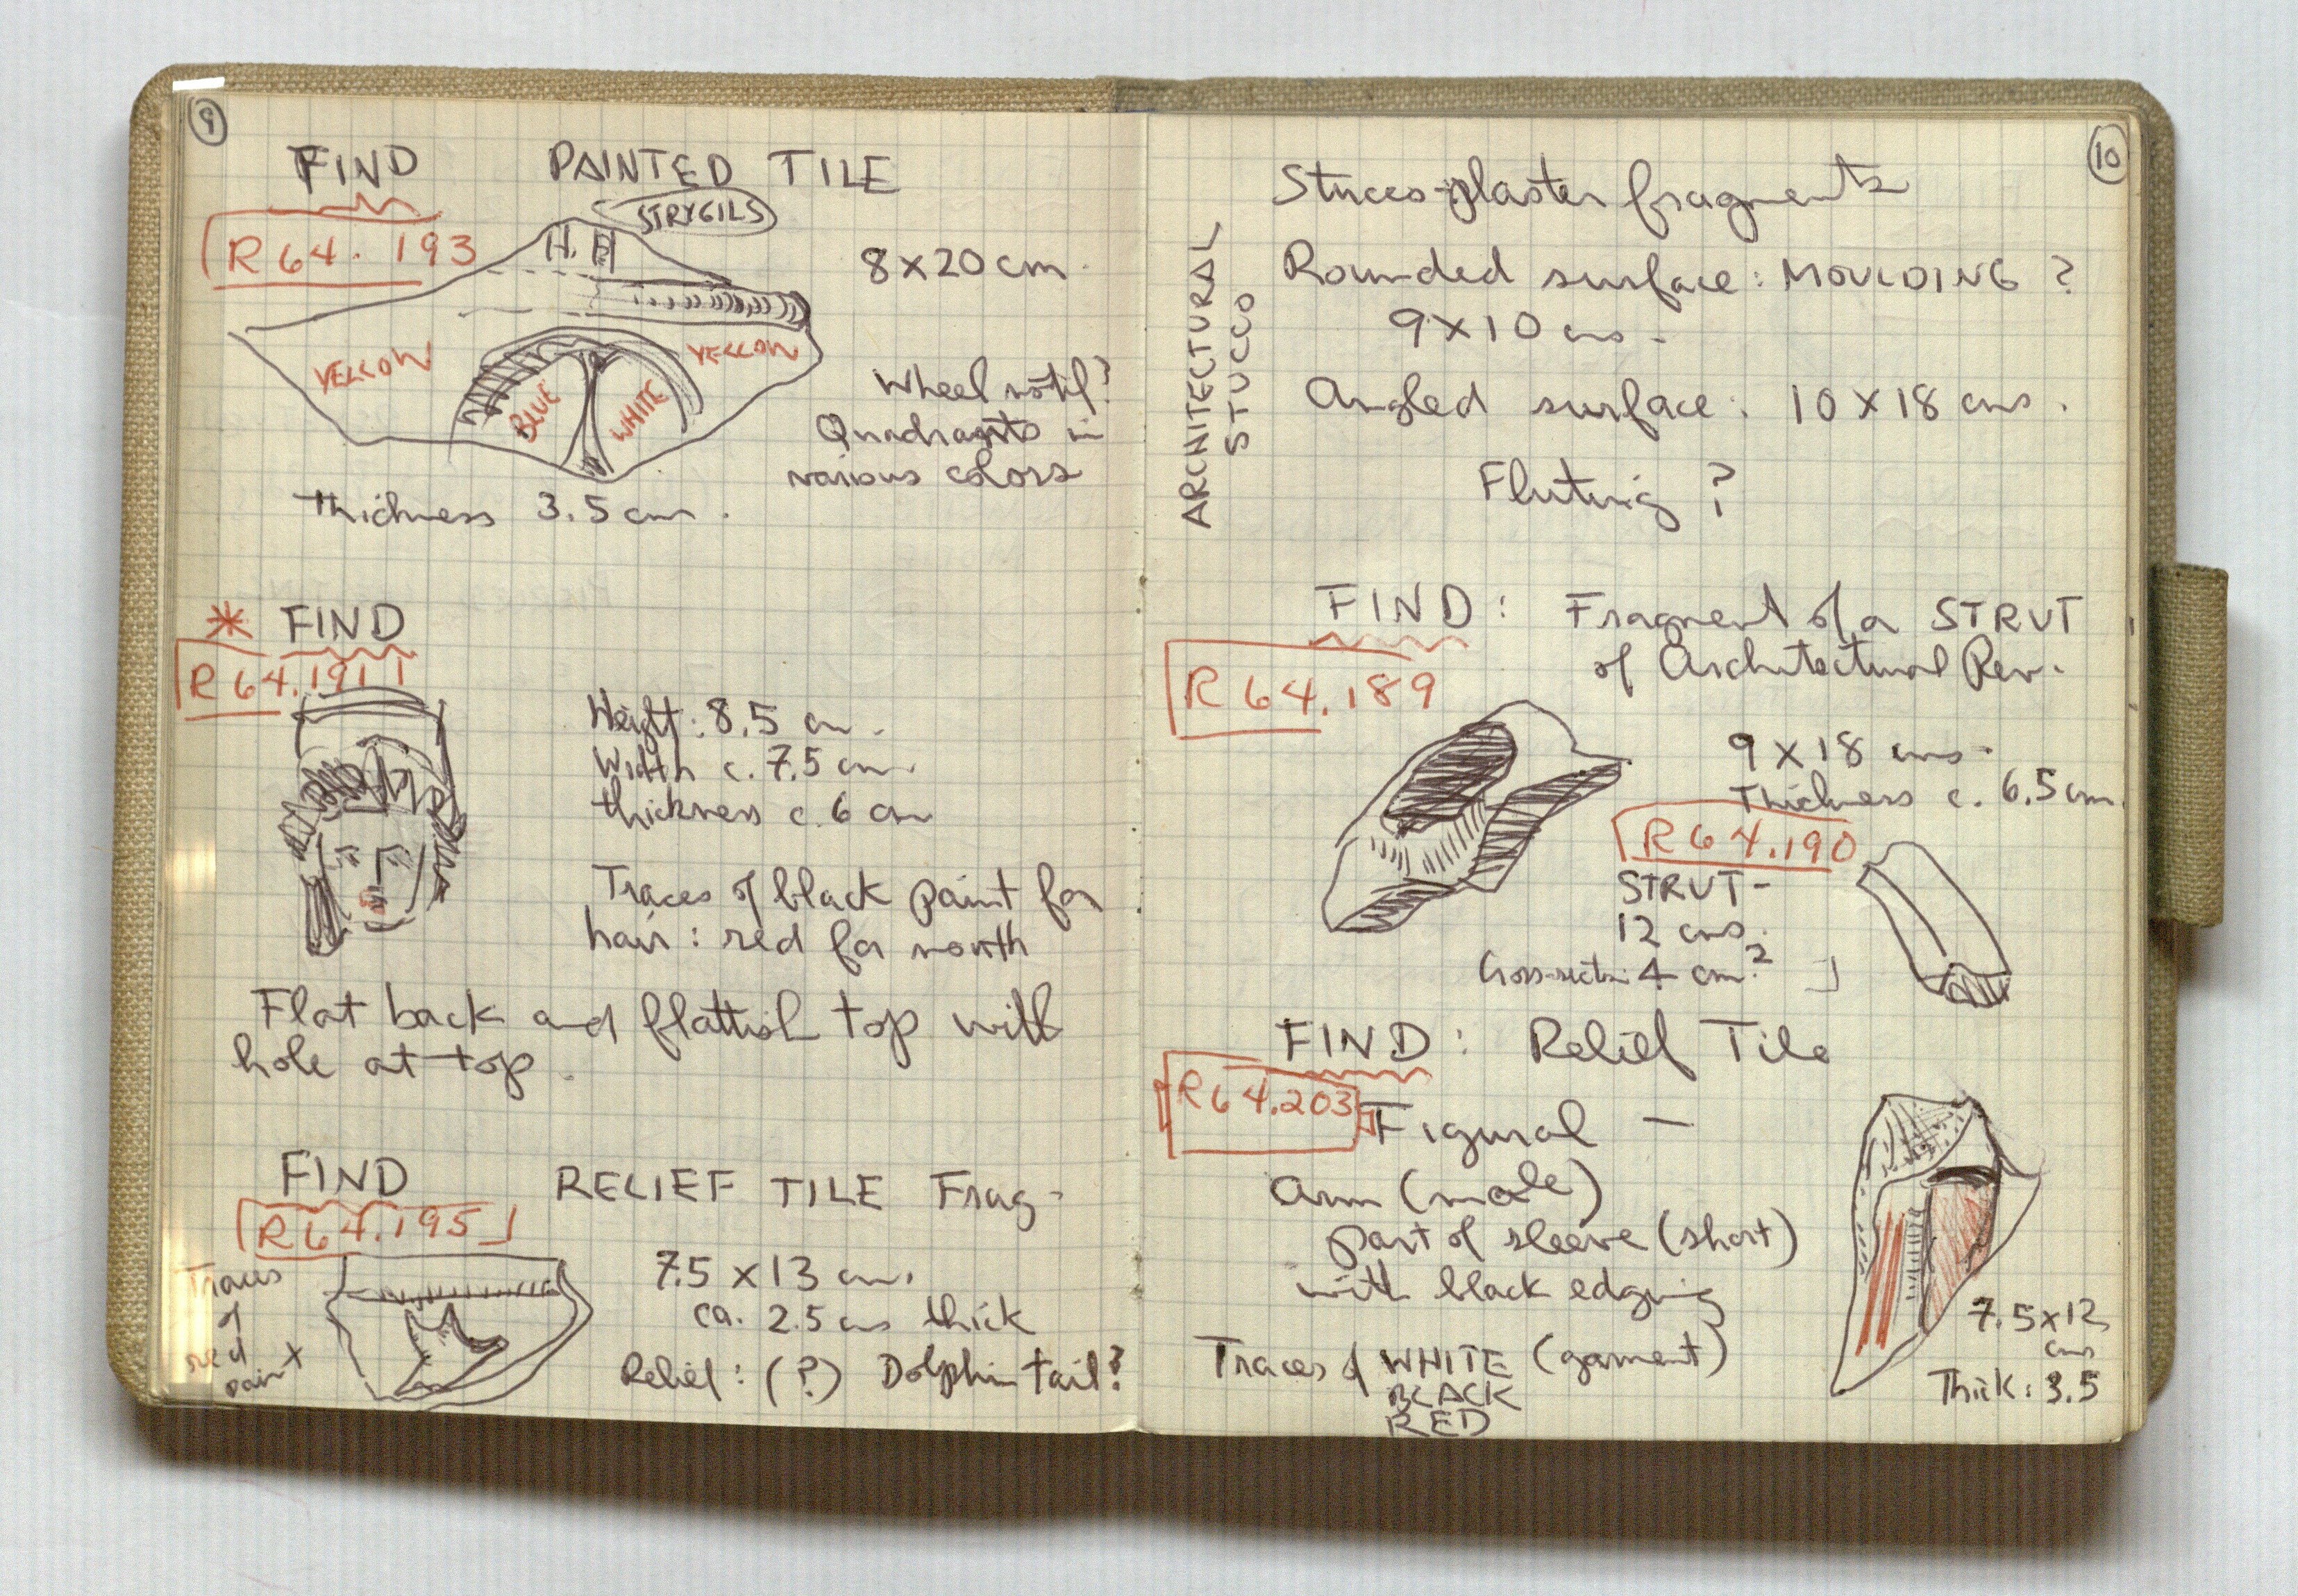 9
FIND PAINTED TILE
STRYGILS
R 64. 193
8 x 20 cm.
YELLOW
YELLOW
BLUE
WHITE
Wheel motif?
Quadrants in
various colors
thickness 3.5 cm.
* FIND
R 64.191
Height: 8.5 cm.
Width c. 7.5 cm.
thickness c. 6 cm
Traces of black paint for
hair: red for mouth
Flat back and flattish top with
hole at top.
FIND RELIEF TILE Frag-
R 64.195
Traces
of
red
paint
7.5 x 13 cm.
ca. 2.5 cms thick
Relief: (?) Dolphin tail?
10
ARCHITECTURAL
STUCCO
Stucco-plaster fragments
Rounded surface: MOULDING ?
9 x 10 cms.
Angled surface: 10 x 18 cms.
Fluting ?
FIND: Fragment of a STRUT
of Architectural Rev.
R 64.189
9 x 18 cms.
Thickness c. 6.5 cm.
R 64.190
STRUT-
12 cms.
Cross-sectn: 4 cm.²
FIND: Relief Tile
R 64.203
Figural —
Arm (male)
part of sleeve (short)
with black edging
Traces of WHITE (garment)
BLACK
RED
7.5 x 12
cms
Thick: 3.5